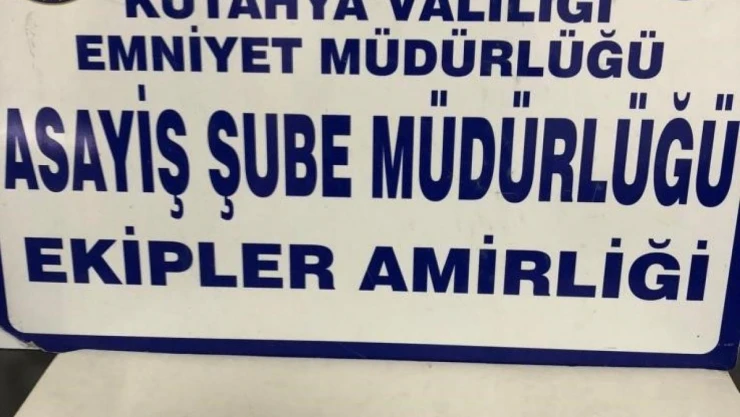 KÜTAHYA VALİLİĞİ
EMNİYET MÜDÜRLÜĞÜ
ASAYİŞ ŞUBE MÜDÜRLÜĞÜ
EKİPLER AMİRLİĞİ